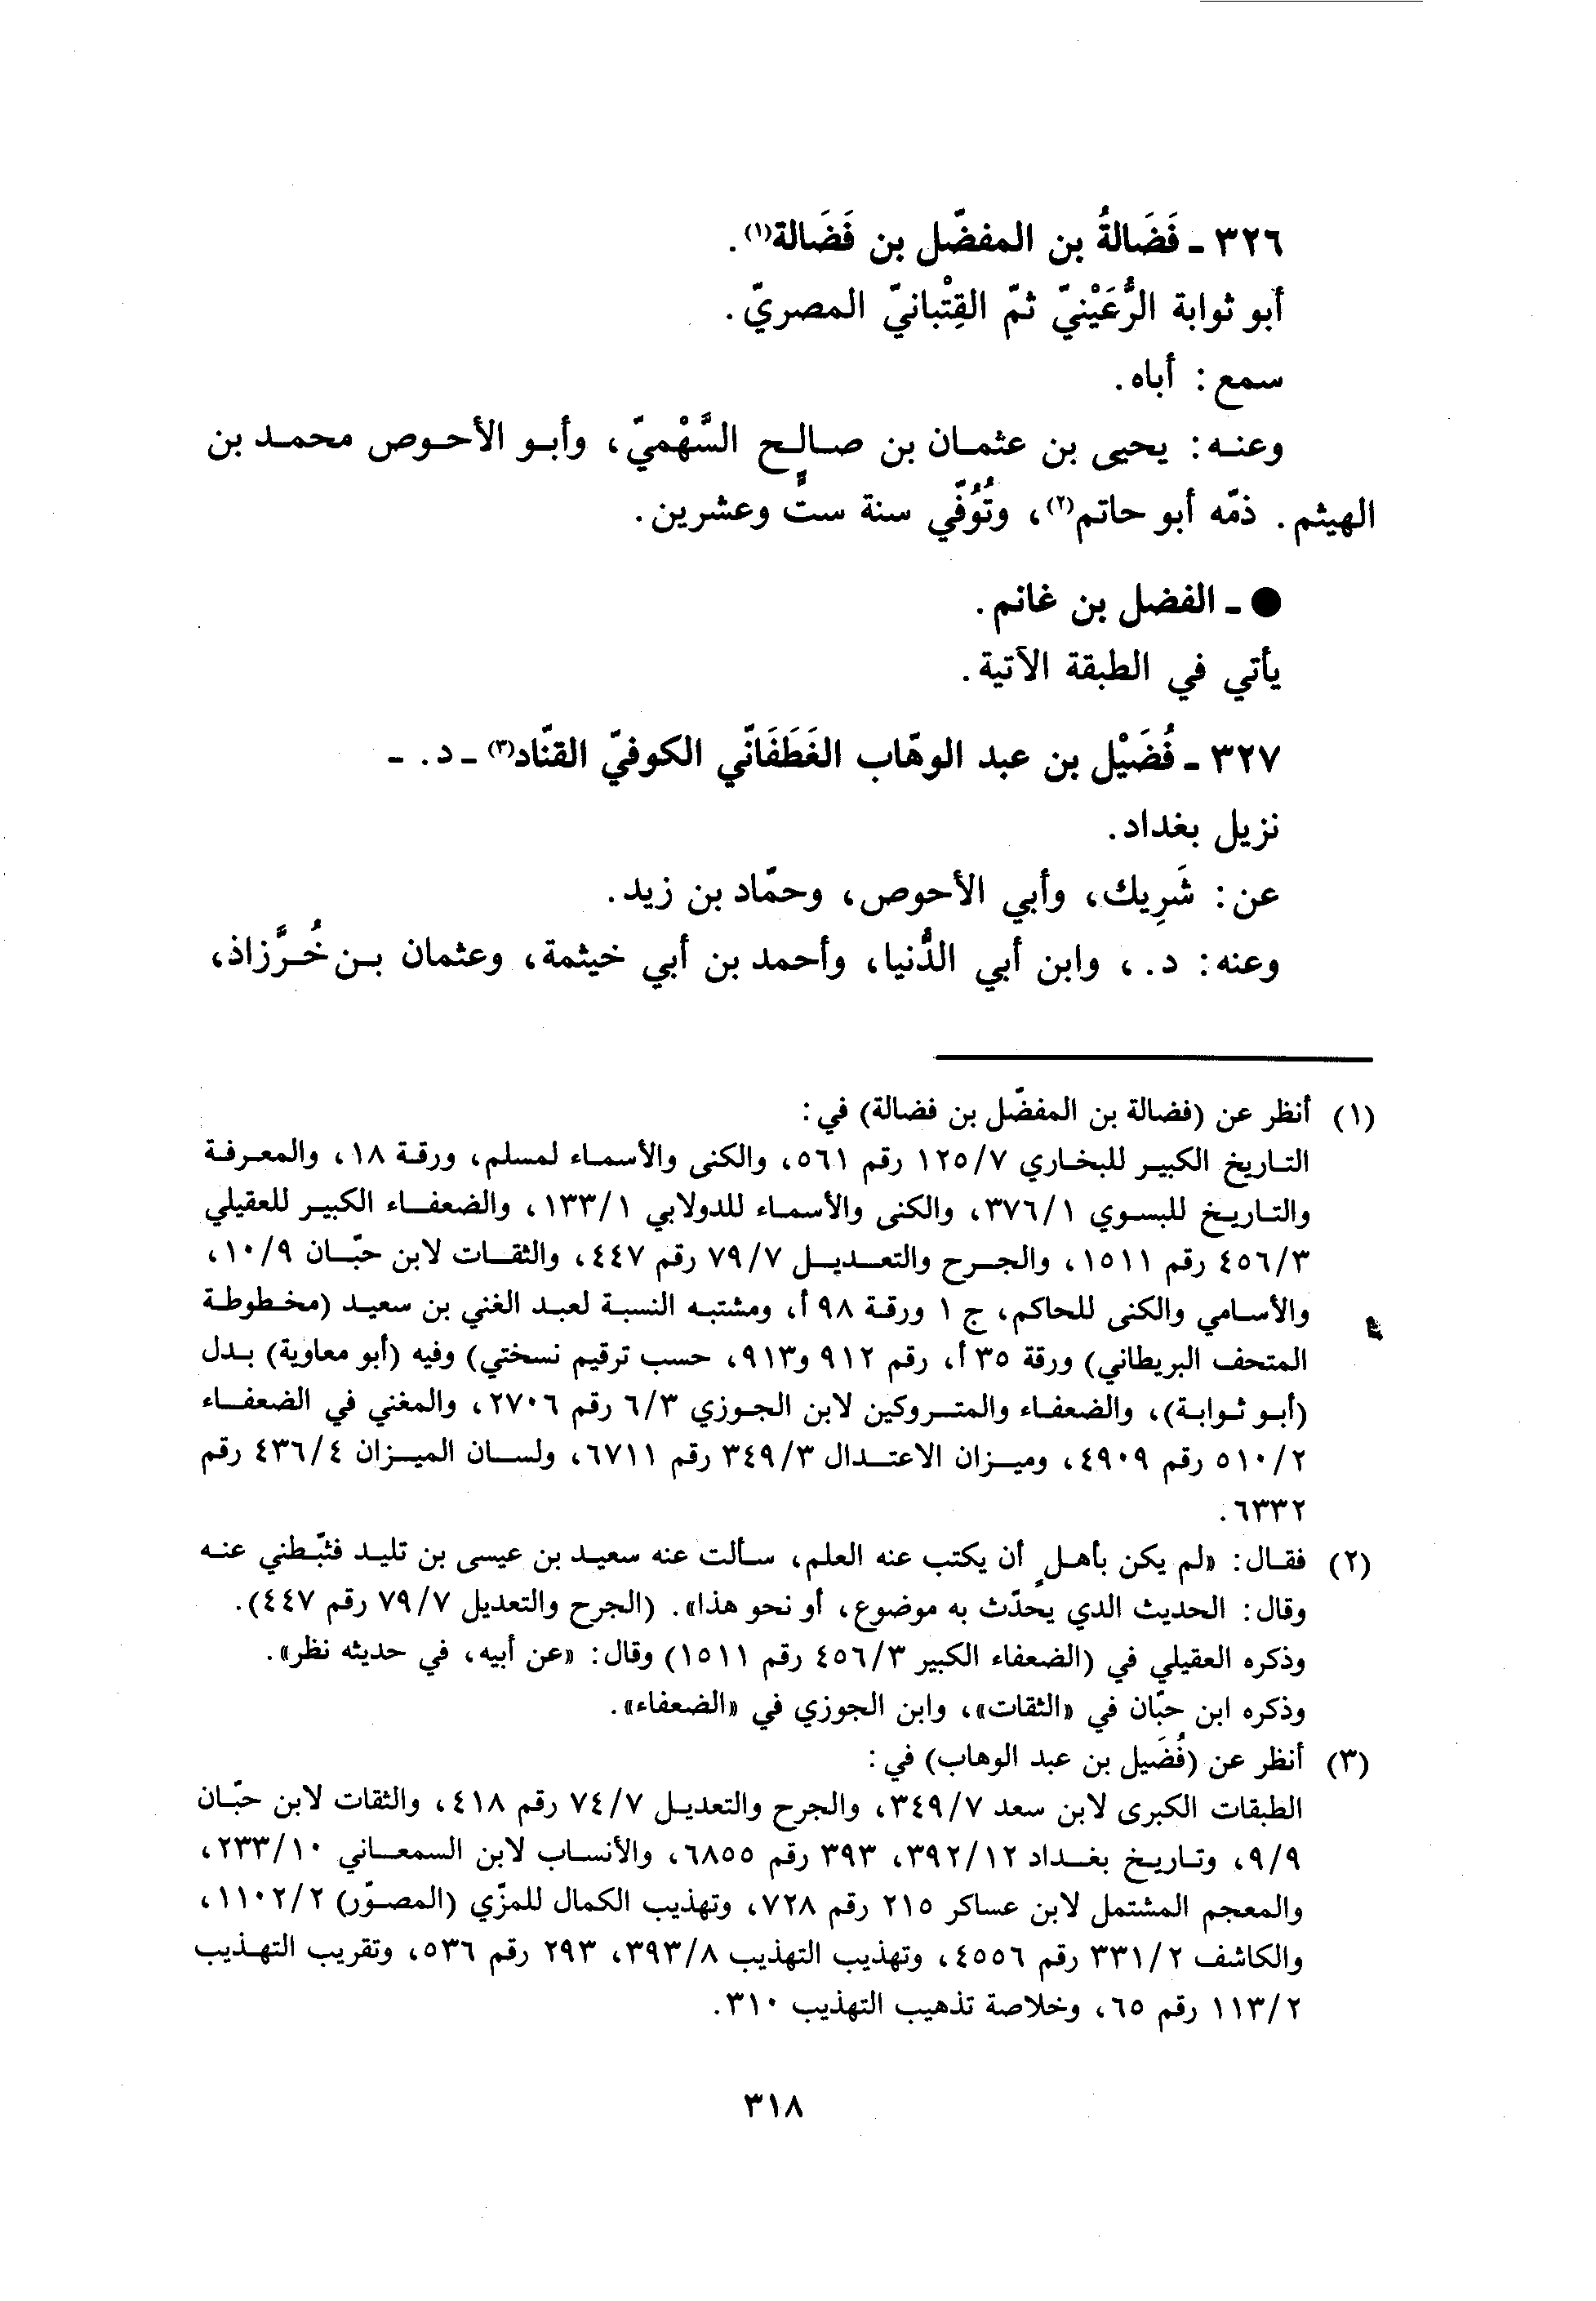 ٣٢٦ - فَضَالةُ بن المفضّل بن فَضَالة(١).
أبو ثوابة الرُّعَيْنيّ ثمّ القِتْبانيّ المصريّ.
سمع: أباه.
وعنه: يحيى بن عثمان بن صالح السَّهْميّ، وأبو الأحوص محمد بن
الهيثم. ذمّه أبو حاتم(٢)، وتُوُفّي سنة ستٍّ وعشرين.
● - الفضل بن غانم.
يأتي في الطبقة الآتية.
٣٢٧ - فُضَيْل بن عبد الوهّاب الغَطَفَانّي الكوفيّ القنّاد(٣) - د. -
نزيل بغداد.
عن: شَرِيك، وأبي الأحوص، وحمّاد بن زيد.
وعنه: د.، وابن أبي الدُّنيا، وأحمد بن أبي خيثمة، وعثمان بن خُرَّزاذ،
(١) أنظر عن (فضالة بن المفضّل بن فضالة) في:
التاريخ الكبير للبخاري ١٢٥/٧ رقم ٥٦١، والكنى والأسماء لمسلم، ورقة ١٨، والمعرفة
والتاريخ للبسوي ٣٧٦/١، والكنى والأسماء للدولابي ١٣٣/١، والضعفاء الكبير للعقيلي
٤٥٦/٣ رقم ١٥١١، والجرح والتعديل ٧٩/٧ رقم ٤٤٧، والثقات لابن حبّان ١٠/٩،
والأسامي والكنى للحاكم، ج ١ ورقة ٩٨ أ، ومشتبه النسبة لعبد الغني بن سعيد (مخطوطة
المتحف البريطاني) ورقة ٣٥ أ، رقم ٩١٢ و٩١٣، حسب ترقيم نسختي) وفيه (أبو معاوية) بدل
(أبو ثوابة)، والضعفاء والمتروكين لابن الجوزي ٦/٣ رقم ٢٧٠٦، والمغني في الضعفاء
٥١٠/٢ رقم ٤٩٠٩، وميزان الاعتدال ٣٤٩/٣ رقم ٦٧١١، ولسان الميزان ٤٣٦/٤ رقم
٦٣٣٢.
(٢) فقال: «لم يكن بأهلٍ أن يكتب عنه العلم، سألت عنه سعيد بن عيسى بن تليد فثبّطني عنه
وقال: الحديث الذي يحدّث به موضوع، أو نحو هذا». (الجرح والتعديل ٧٩/٧ رقم ٤٤٧).
وذكره العقيلي في (الضعفاء الكبير ٤٥٦/٣ رقم ١٥١١) وقال: «عن أبيه، في حديثه نظر».
وذكره ابن حبّان في «الثقات»، وابن الجوزي في «الضعفاء».
(٣) أنظر عن (فُضَيل بن عبد الوهاب) في:
الطبقات الكبرى لابن سعد ٣٤٩/٧، والجرح والتعديل ٧٤/٧ رقم ٤١٨، والثقات لابن حبّان
٩/٩، وتاريخ بغداد ٣٩٢/١٢، ٣٩٣ رقم ٦٨٥٥، والأنساب لابن السمعاني ٢٣٣/١٠،
والمعجم المشتمل لابن عساكر ٢١٥ رقم ٧٢٨، وتهذيب الكمال للمزّي (المصوّر) ١١٠٢/٢،
والكاشف ٣٣١/٢ رقم ٤٥٥٦، وتهذيب التهذيب ٣٩٣/٨، ٢٩٣ رقم ٥٣٦، وتقريب التهذيب
١١٣/٢ رقم ٦٥، وخلاصة تذهيب التهذيب ٣١٠.
٣١٨